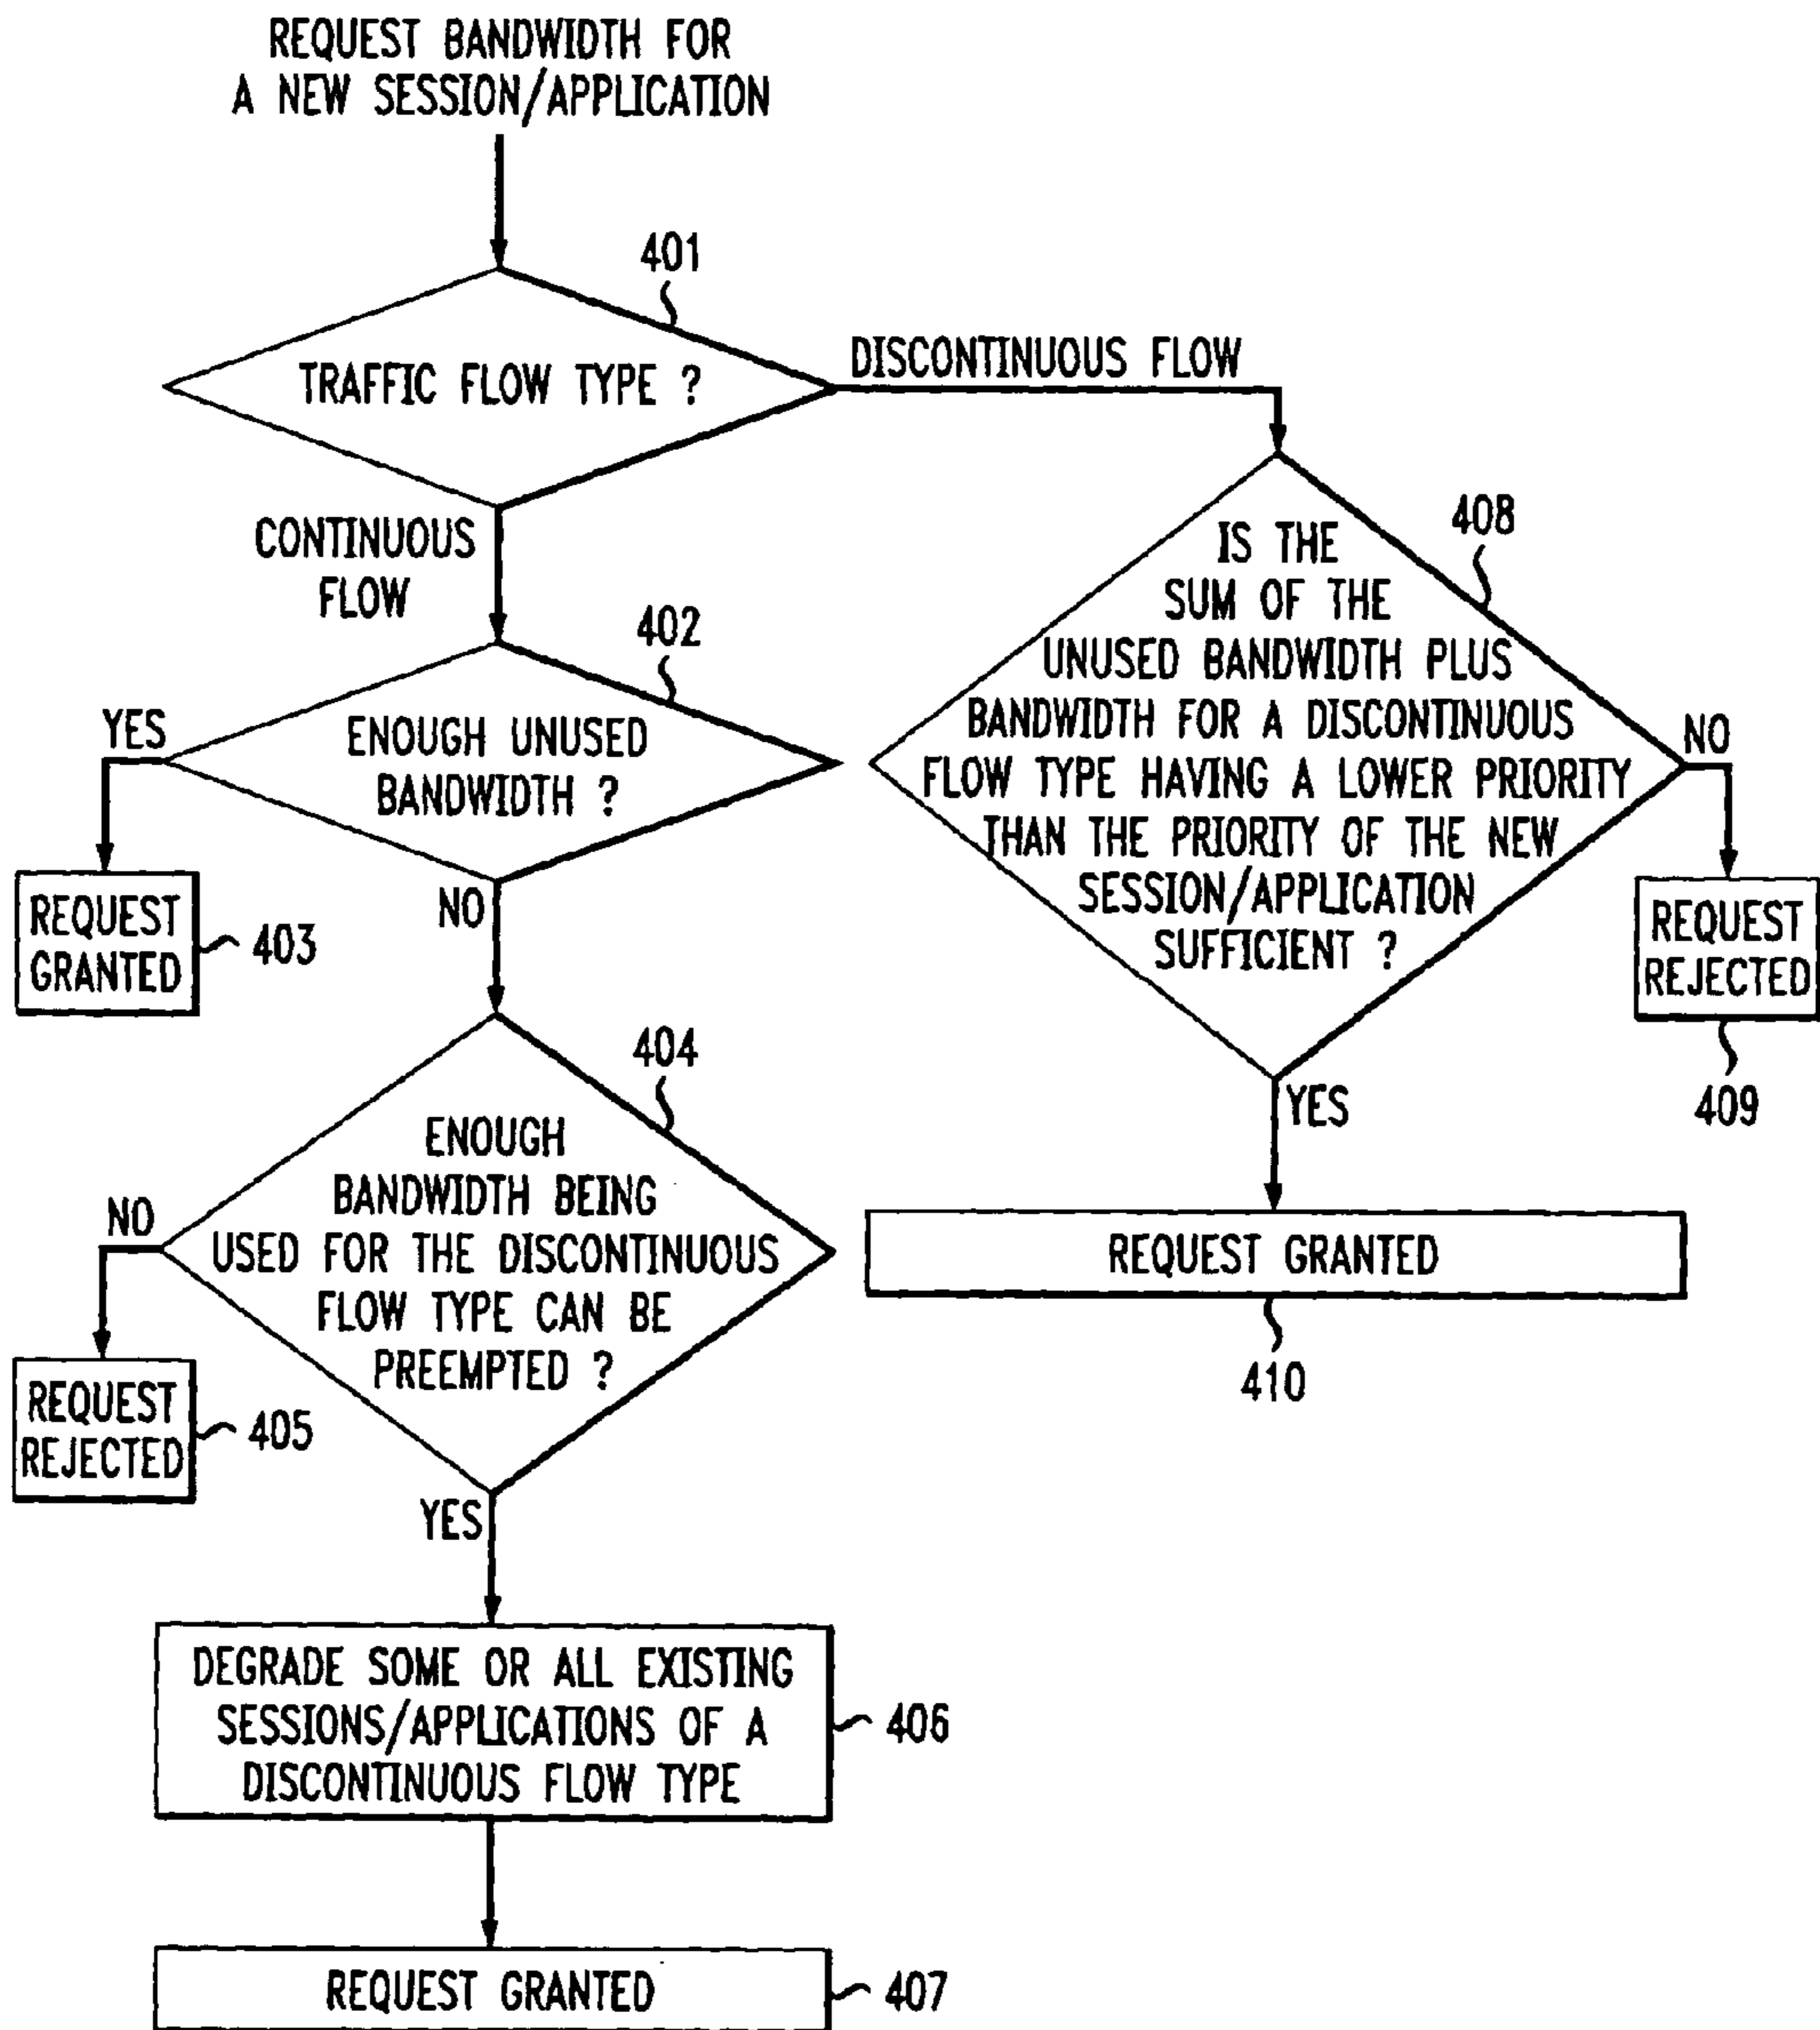 REQUEST BANDWIDTH FOR
A NEW SESSION/APPLICATION
401
TRAFFIC FLOW TYPE ?
DISCONTINUOUS FLOW
CONTINUOUS
FLOW
402
ENOUGH UNUSED
BANDWIDTH ?
YES
REQUEST
GRANTED
403
NO
404
ENOUGH
BANDWIDTH BEING
USED FOR THE DISCONTINUOUS
FLOW TYPE CAN BE
PREEMPTED ?
NO
REQUEST
REJECTED
405
YES
DEGRADE SOME OR ALL EXISTING
SESSIONS/APPLICATIONS OF A
DISCONTINUOUS FLOW TYPE
406
REQUEST GRANTED
407
408
IS THE
SUM OF THE
UNUSED BANDWIDTH PLUS
BANDWIDTH FOR A DISCONTINUOUS
FLOW TYPE HAVING A LOWER PRIORITY
THAN THE PRIORITY OF THE NEW
SESSION/APPLICATION
SUFFICIENT ?
NO
REQUEST
REJECTED
409
YES
REQUEST GRANTED
410